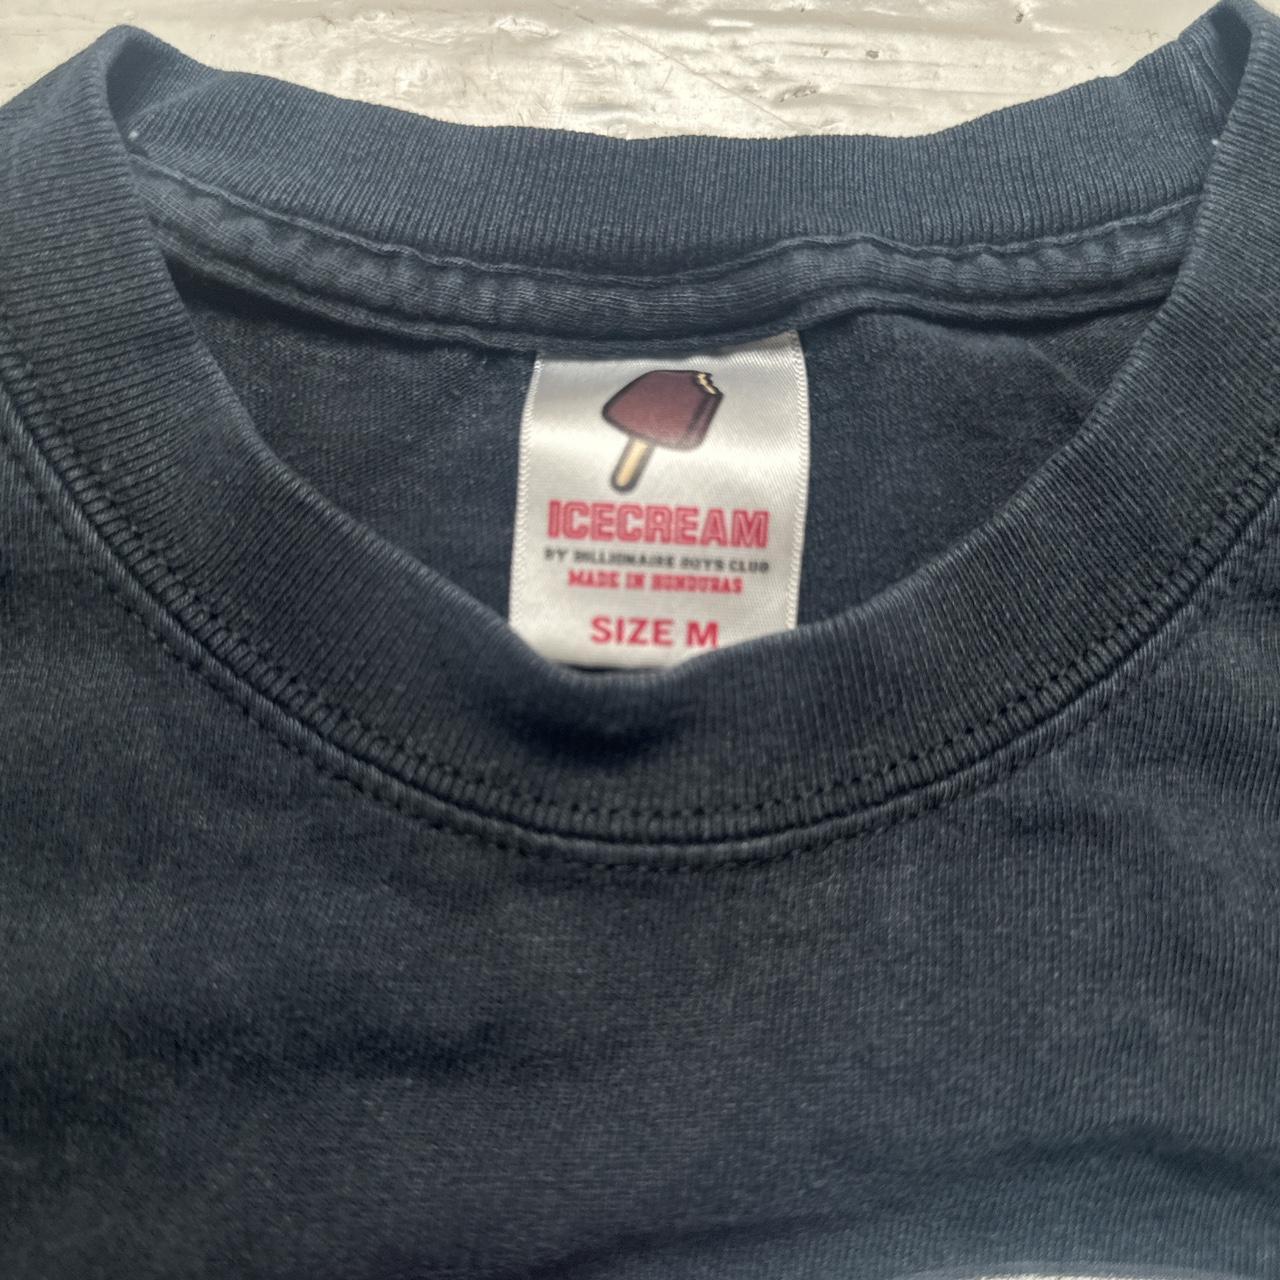 ICECREAM
BY BILLIONAIRE BOYS CLUB
MADE IN HONDURAS
SIZE M